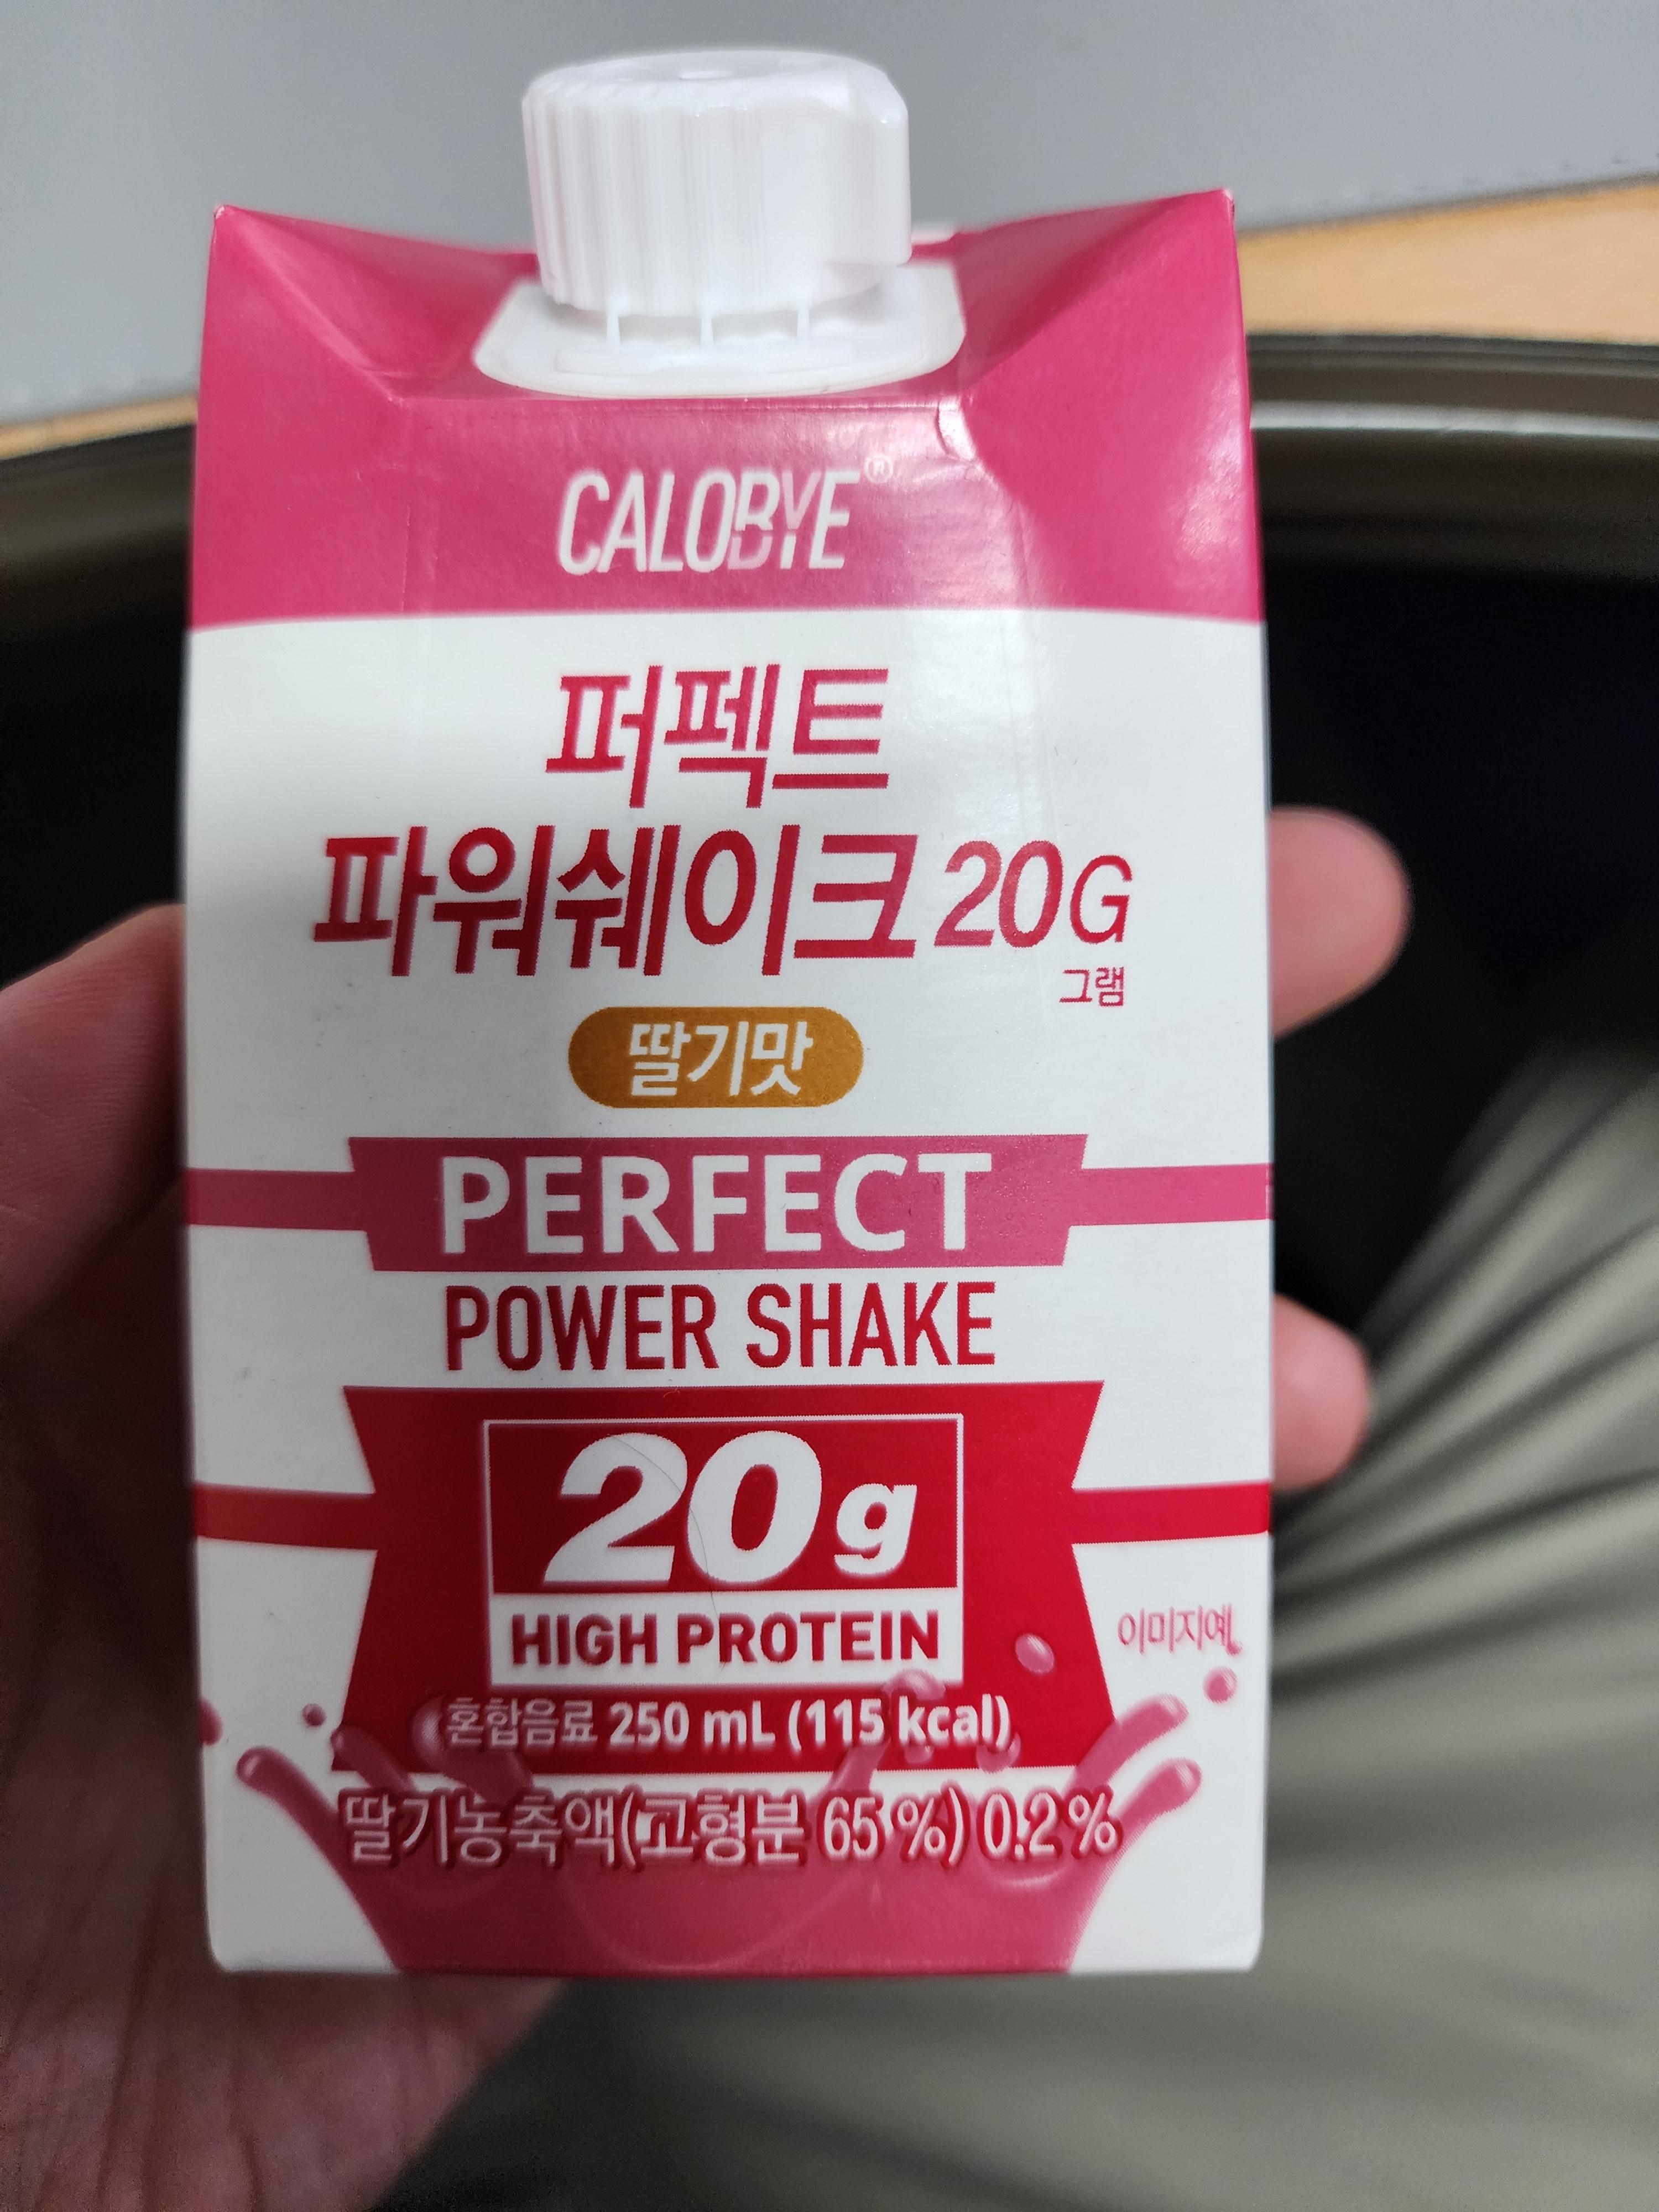 CALOBYE®
퍼펙트
파워쉐이크 20G
그램
딸기맛
PERFECT
POWER SHAKE
20g
HIGH PROTEIN
이미지예
혼합음료 250 mL (115 kcal)
딸기농축액(고형분 65 %) 0.2 %